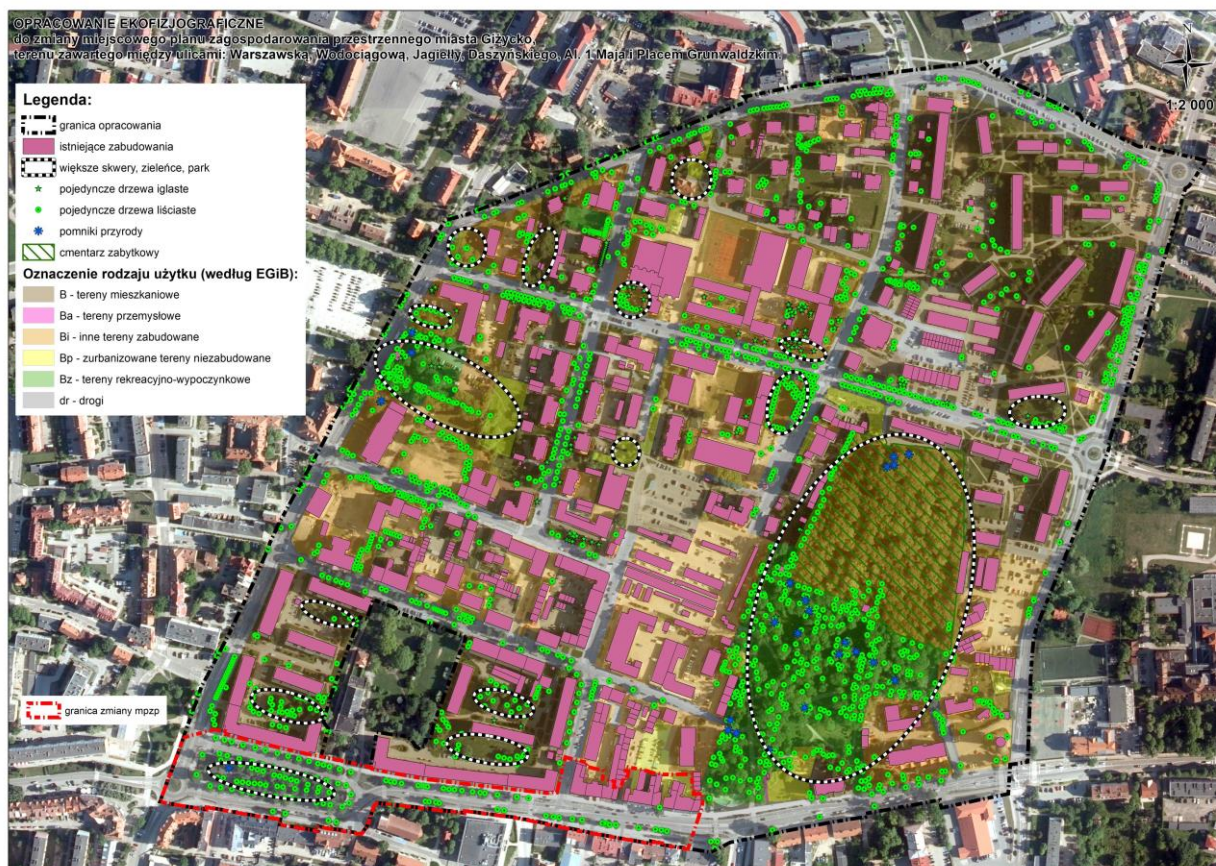 OPRACOWANIE EKOFIZJOGRAFICZNE
do zmiany miejscowego planu zagospodarowania przestrzennego miasta Giżycko,
terenu zawartego między ulicami: Warszawską, Wodociągową, Jagiełły, Daszyńskiego, Al. 1 Maja i Placem Grunwaldzkim.
N
1:2 000
Legenda:
granica opracowania
istniejące zabudowania
większe skwery, zieleńce, park
pojedyncze drzewa iglaste
pojedyncze drzewa liściaste
pomniki przyrody
cmentarz zabytkowy
Oznaczenie rodzaju użytku (według EGiB):
B - tereny mieszkaniowe
Ba - tereny przemysłowe
Bi - inne tereny zabudowane
Bp - zurbanizowane tereny niezabudowane
Bz - tereny rekreacyjno-wypoczynkowe
dr - drogi
granica zmiany mpzp